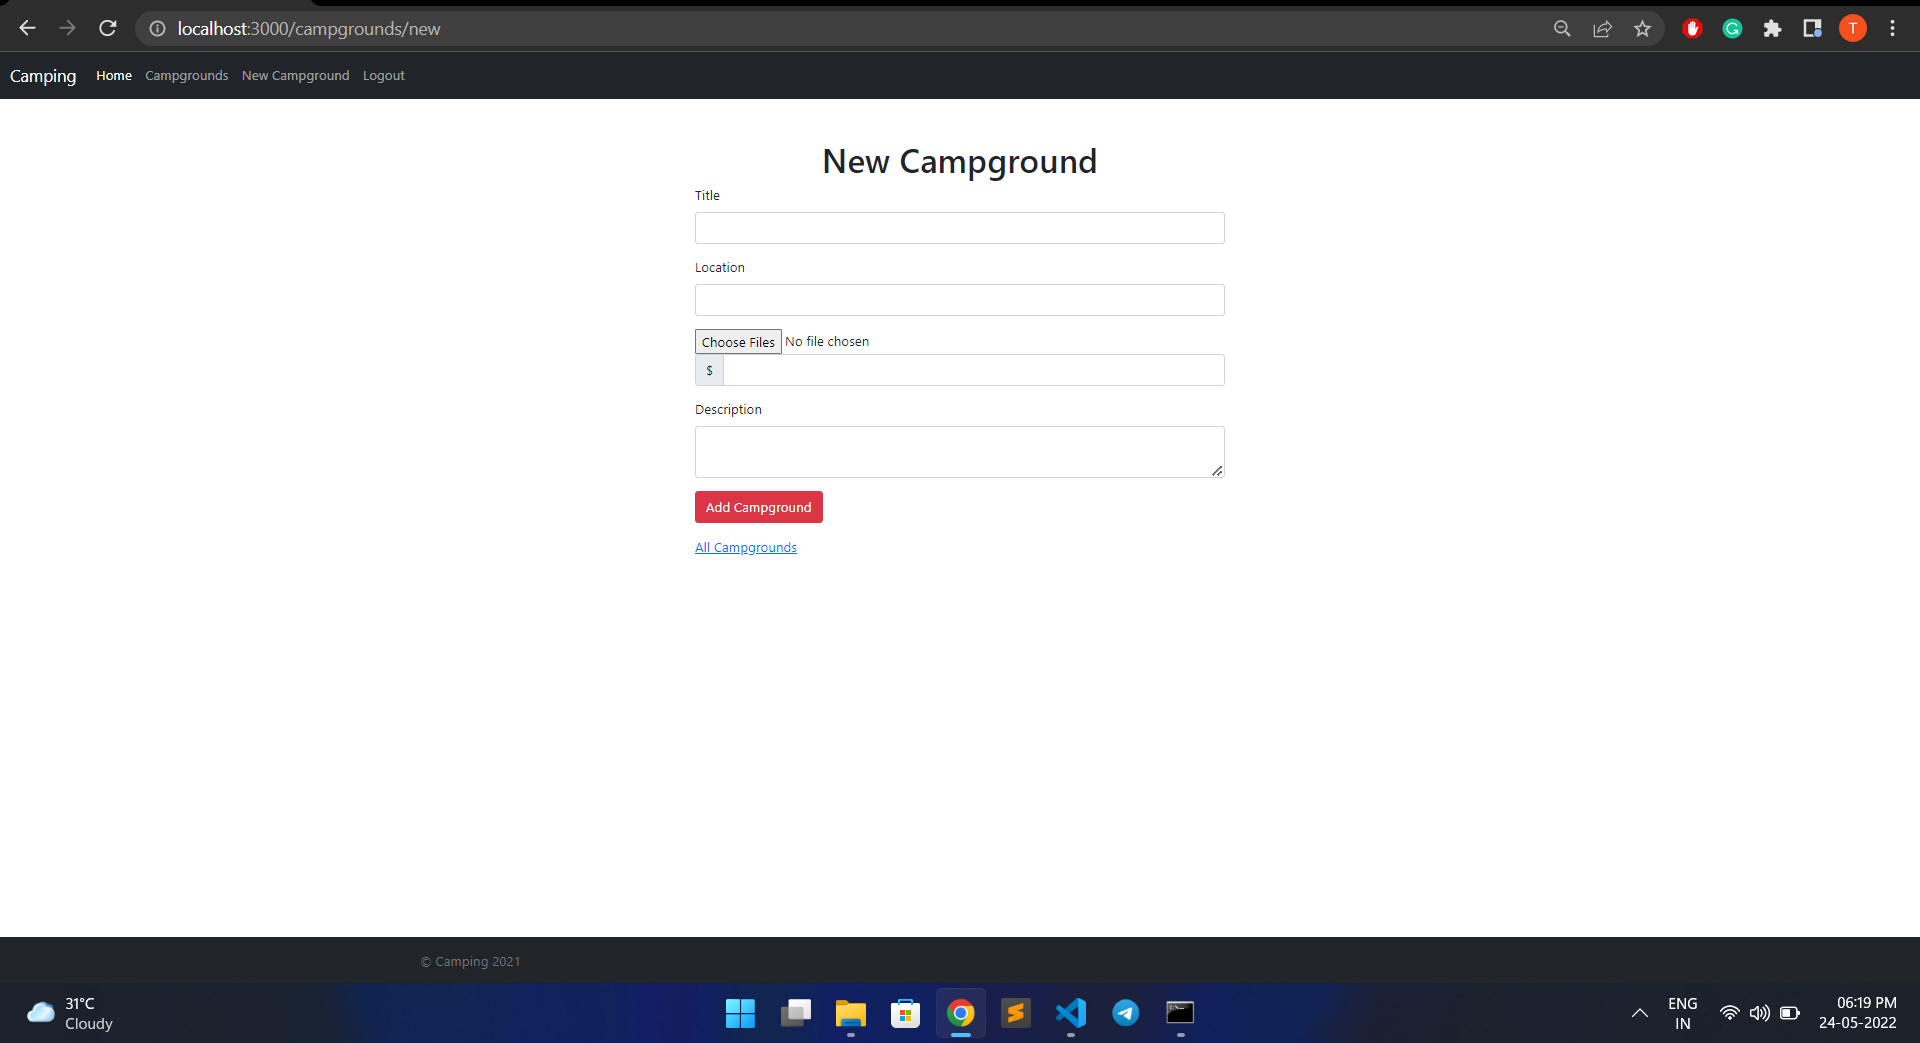 localhost:3000/campgrounds/new
T
Camping Home Campgrounds New Campground Logout
New Campground
Title
Location
Choose Files No file chosen
$
Description
Add Campground
All Campgrounds
© Camping 2021
31°C
Cloudy
ENG
IN
06:19 PM
24-05-2022